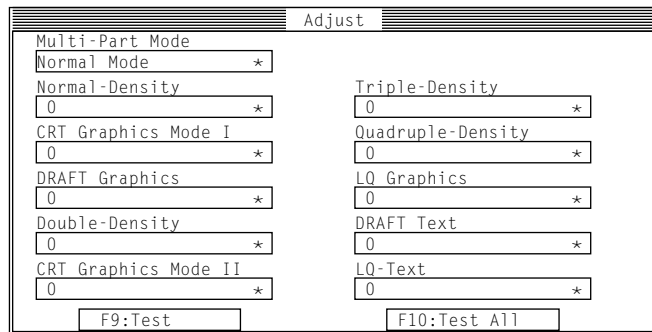 Adjust
Multi-Part Mode
Normal Mode *
Normal-Density
0 *
CRT Graphics Mode I
0 *
DRAFT Graphics
0 *
Double-Density
0 *
CRT Graphics Mode II
0 *
Triple-Density
0 *
Quadruple-Density
0 *
LQ Graphics
0 *
DRAFT Text
0 *
LQ-Text
0 *
F9:Test
F10:Test All